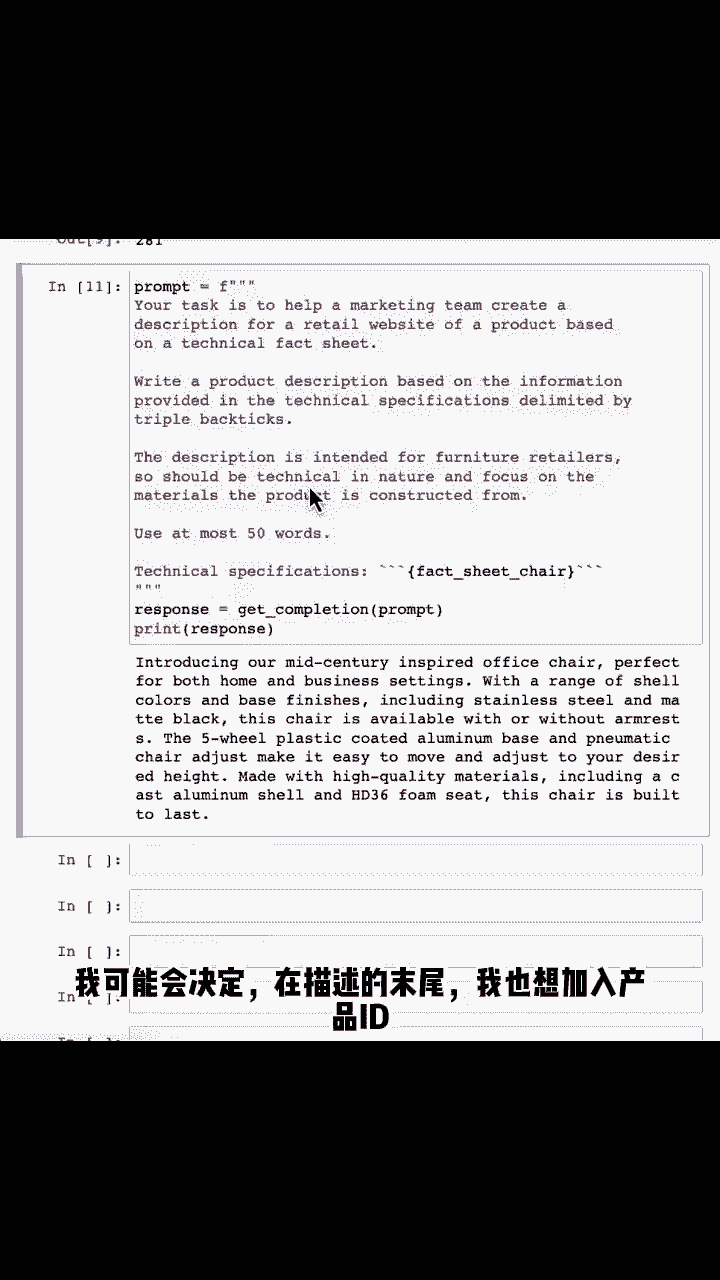 Out[9]: 281
In [11]: prompt = f"""
Your task is to help a marketing team create a
description for a retail website of a product based
on a technical fact sheet.
Write a product description based on the information
provided in the technical specifications delimited by
triple backticks.
The description is intended for furniture retailers,
so should be technical in nature and focus on the
materials the product is constructed from.
Use at most 50 words.
Technical specifications: ```{fact_sheet_chair}```
"""
response = get_completion(prompt)
print(response)
Introducing our mid-century inspired office chair, perfect
for both home and business settings. With a range of shell
colors and base finishes, including stainless steel and ma
tte black, this chair is available with or without armrest
s. The 5-wheel plastic coated aluminum base and pneumatic
chair adjust make it easy to move and adjust to your desir
ed height. Made with high-quality materials, including a c
ast aluminum shell and HD36 foam seat, this chair is built
to last.
In [ ]:
In [ ]:
In [ ]:
In [ ]:
我可能会决定，在描述的末尾，我也想加入产
品ID